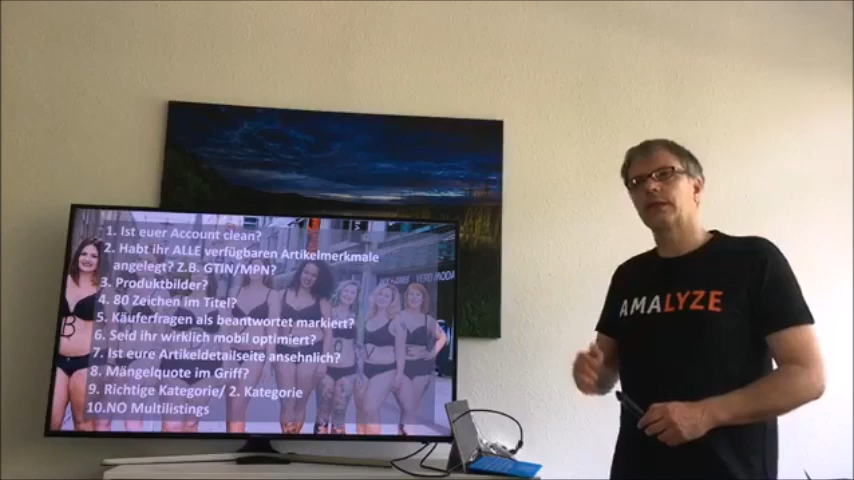 1. Ist euer Account clean?
2. Habt ihr ALLE verfügbaren Artikelmerkmale
angelegt? Z.B. GTIN/MPN?
3. Produktbilder?
4. 80 Zeichen im Titel?
5. Käuferfragen als beantwortet markiert?
6. Seid ihr wirklich mobil optimiert?
7. Ist eure Artikeldetailseite ansehnlich?
8. Mängelquote im Griff?
9. Richtige Kategorie/ 2. Kategorie
10.NO Multilistings
VERO MODA
AMALYZE